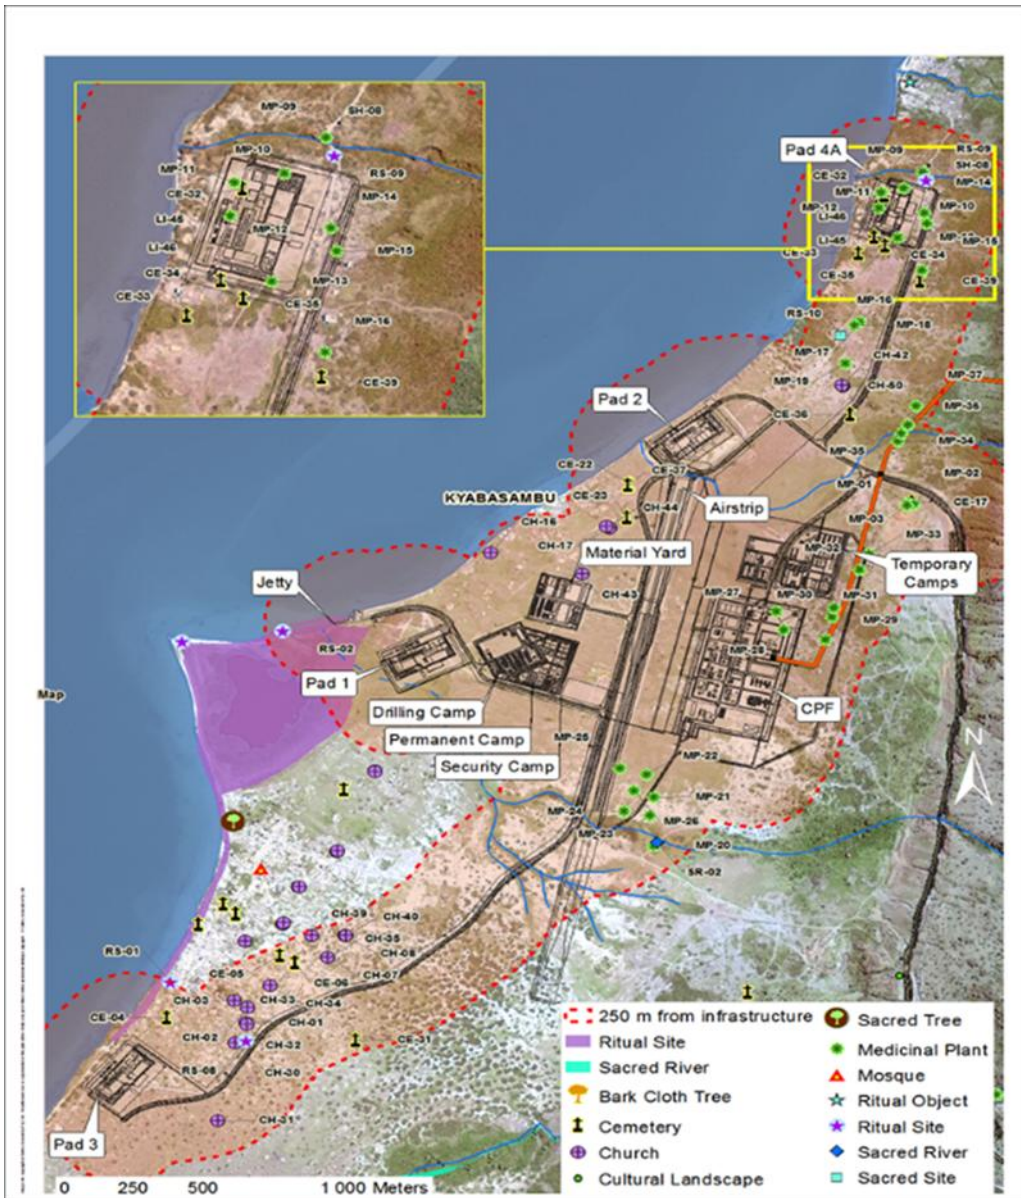 MP-09
SH-08
MP-10
MP-11
RS-09
CE-32
MP-14
LI-45
MP-12
LI-46
MP-15
CE-34
MP-13
CE-33
CE-35
MP-16
CE-39
Pad 4A
MP-09
RS-09
SH-08
CE-32
MP-14
MP-11
MP-12
MP-10
LI-46
LI-45
MP-15
CE-33
CE-34
CE-35
CE-39
MP-16
RS-10
MP-18
MP-17
CH-42
MP-19
CH-50
MP-37
Pad 2
CE-36
MP-36
MP-35
MP-34
CE-22
CE-37
MP-01
MP-02
KYABASAMBU
CE-23
CE-17
CH-44
Airstrip
CH-16
MP-03
MP-33
CH-17
Material Yard
MP-32
Temporary
Camps
Jetty
CH-43
MP-27
MP-30
MP-31
MP-29
RS-02
MP-28
Pad 1
Map
CPF
Drilling Camp
Permanent Camp
MP-25
Security Camp
MP-22
N
MP-24
MP-21
MP-23
MP-26
MP-20
SR-02
CH-39
CH-40
CH-35
RS-01
CH-08
CE-05
CH-07
CE-06
CH-03
CH-33
CH-34
CE-04
CH-01
CH-02
CH-32
CE-31
RS-08
CH-30
CH-31
Pad 3
250 m from infrastructure
Ritual Site
Sacred River
Bark Cloth Tree
Cemetery
Church
Cultural Landscape
Sacred Tree
Medicinal Plant
Mosque
Ritual Object
Ritual Site
Sacred River
Sacred Site
0 250 500 1 000 Meters